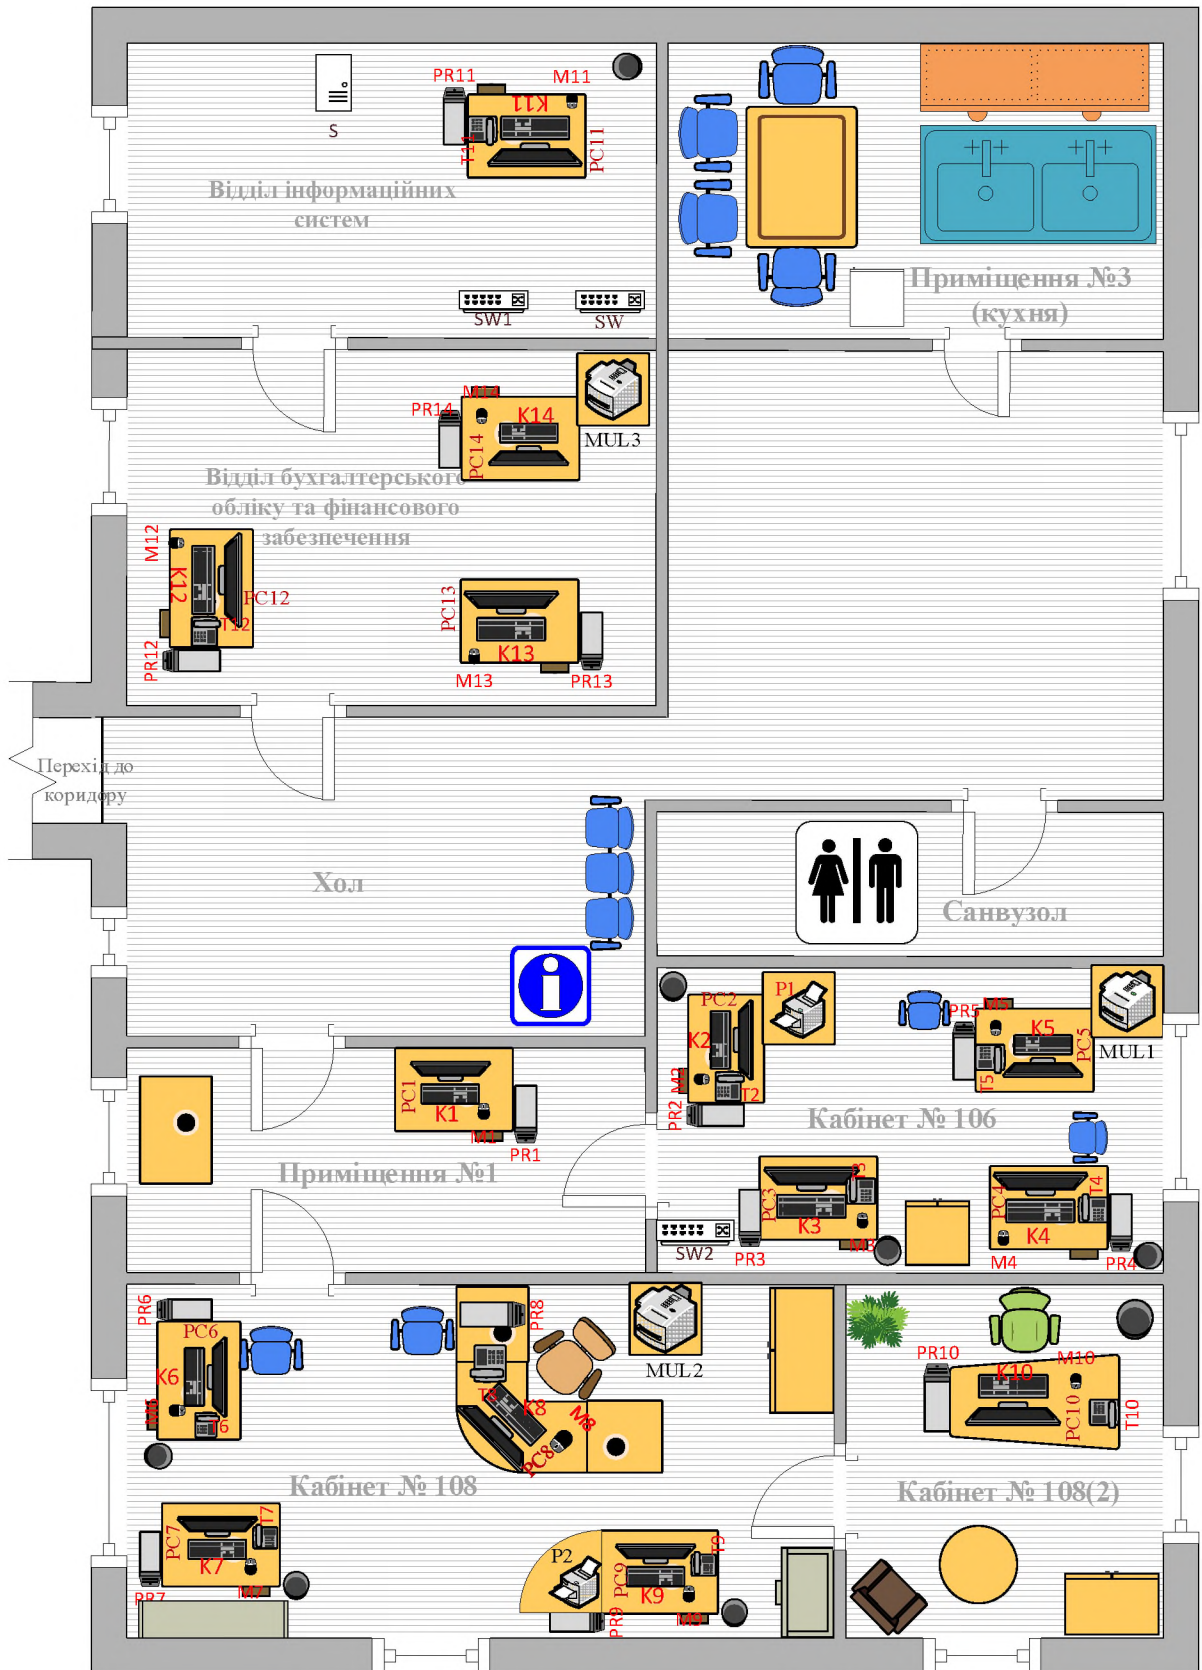 PR11
M11
K11
S
T11
PC11
Відділ інформаційних
систем
SW1
SW
Приміщення №3
(кухня)
M14
PR14
K14
PC14
MUL3
Відділ бухгалтерського
обліку та фінансового
забезпечення
M12
K12
PC12
T12
PR12
PC13
K13
M13
PR13
Перехід до
коридору
Хол
Санвузол
P1
PC2
K2
M2
T2
PR2
M5
PR5
K5
PC5
T5
MUL1
Кабінет № 106
PC1
K1
M1
PR1
Приміщення №1
T3
PC3
K3
M3
PR3
SW2
T4
PC4
K4
M4
PR4
PR6
PC6
K6
M6
T6
PR8
T8
K8
M8
PC8
MUL2
PR10
M10
K10
PC10
T10
Кабінет № 108
Кабінет № 108(2)
T7
PC7
K7
M7
PR7
P2
T9
PC9
K9
M9
PR9